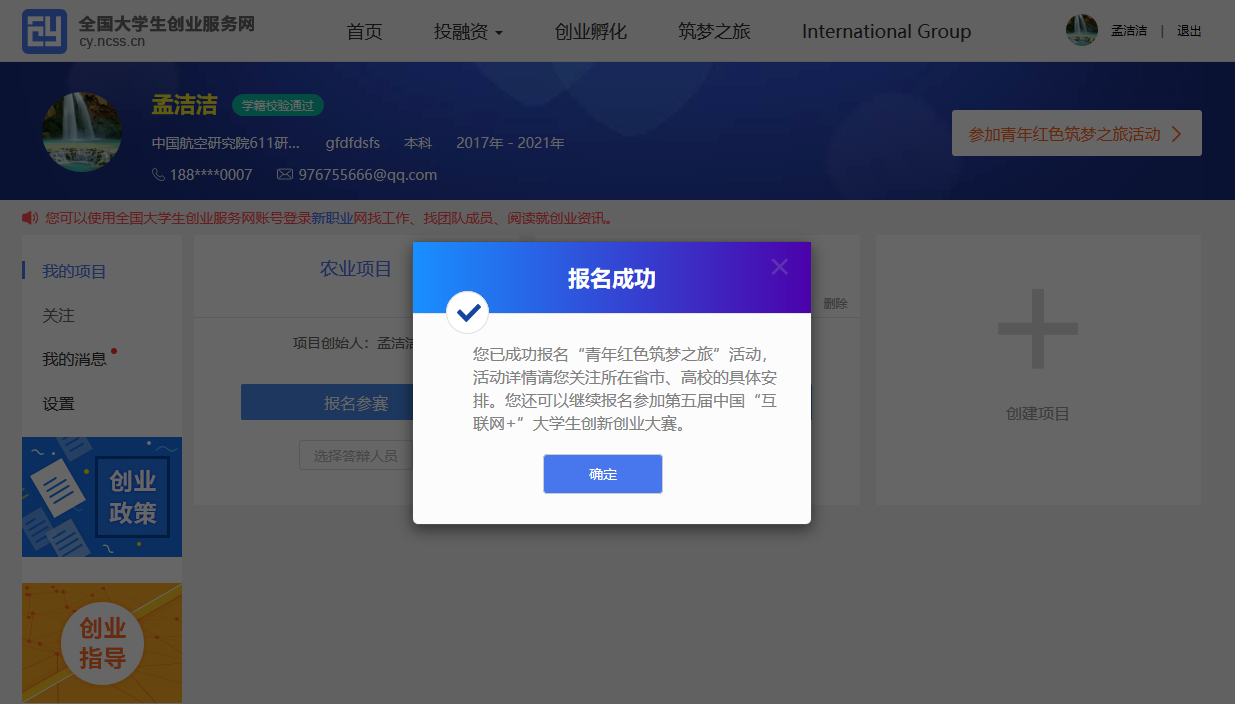 全国大学生创业服务网
cy.ncss.cn
首页 投融资 创业孵化 筑梦之旅 International Group 孟洁洁 | 退出
孟洁洁 学籍校验通过
中国航空研究院611研... gfdfdsfs 本科 2017年 - 2021年
188****0007 976755666@qq.com
参加青年红色筑梦之旅活动
您可以使用全国大学生创业服务网账号登录新职业网找工作、找团队成员、阅读就创业资讯。
我的项目
关注
我的消息
设置
创业
政策
创业
指导
农业项目
删除
项目创始人：孟洁洁
报名参赛
选择答辩人员
创建项目
报名成功
您已成功报名“青年红色筑梦之旅”活动，
活动详情请您关注所在省市、高校的具体安
排。您还可以继续报名参加第五届中国“互
联网+”大学生创新创业大赛。
确定